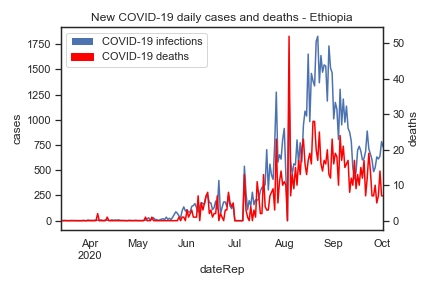 New COVID-19 daily cases and deaths - Ethiopia
COVID-19 infections
COVID-19 deaths
1750
1500
1250
1000
750
500
250
0
cases
50
40
30
20
10
0
deaths
Apr
2020
May
Jun
Jul
Aug
Sep
Oct
dateRep